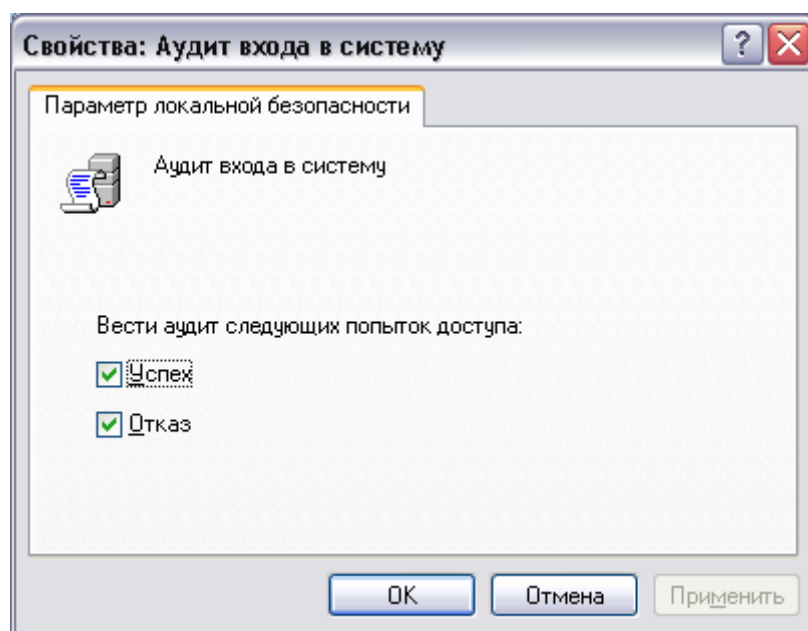 Свойства: Аудит входа в систему
?
Параметр локальной безопасности
Аудит входа в систему
Вести аудит следующих попыток доступа:
Успех
Отказ
OK
Отмена
Применить